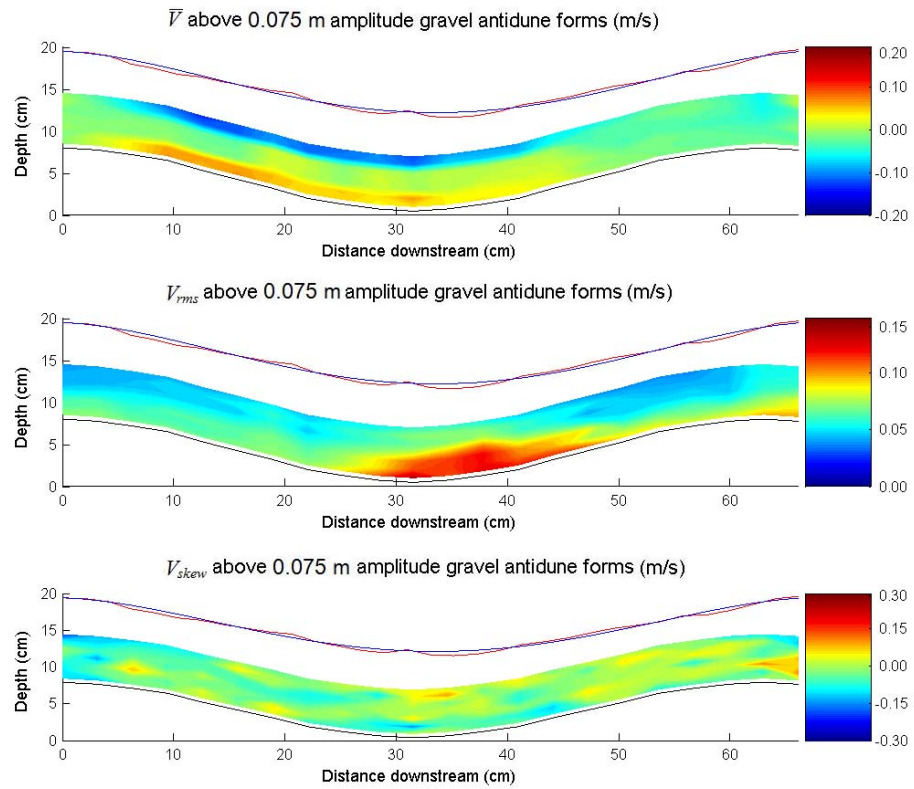 V̅ above 0.075 m amplitude gravel antidune forms (m/s)
20
15
10
5
0
Depth (cm)
0 10 20 30 40 50 60
Distance downstream (cm)
0.20
0.10
0.00
-0.10
-0.20
V_rms above 0.075 m amplitude gravel antidune forms (m/s)
20
15
10
5
0
Depth (cm)
0 10 20 30 40 50 60
Distance downstream (cm)
0.15
0.10
0.05
0.00
V_skew above 0.075 m amplitude gravel antidune forms (m/s)
20
15
10
5
0
Depth (cm)
0 10 20 30 40 50 60
Distance downstream (cm)
0.30
0.15
0.00
-0.15
-0.30